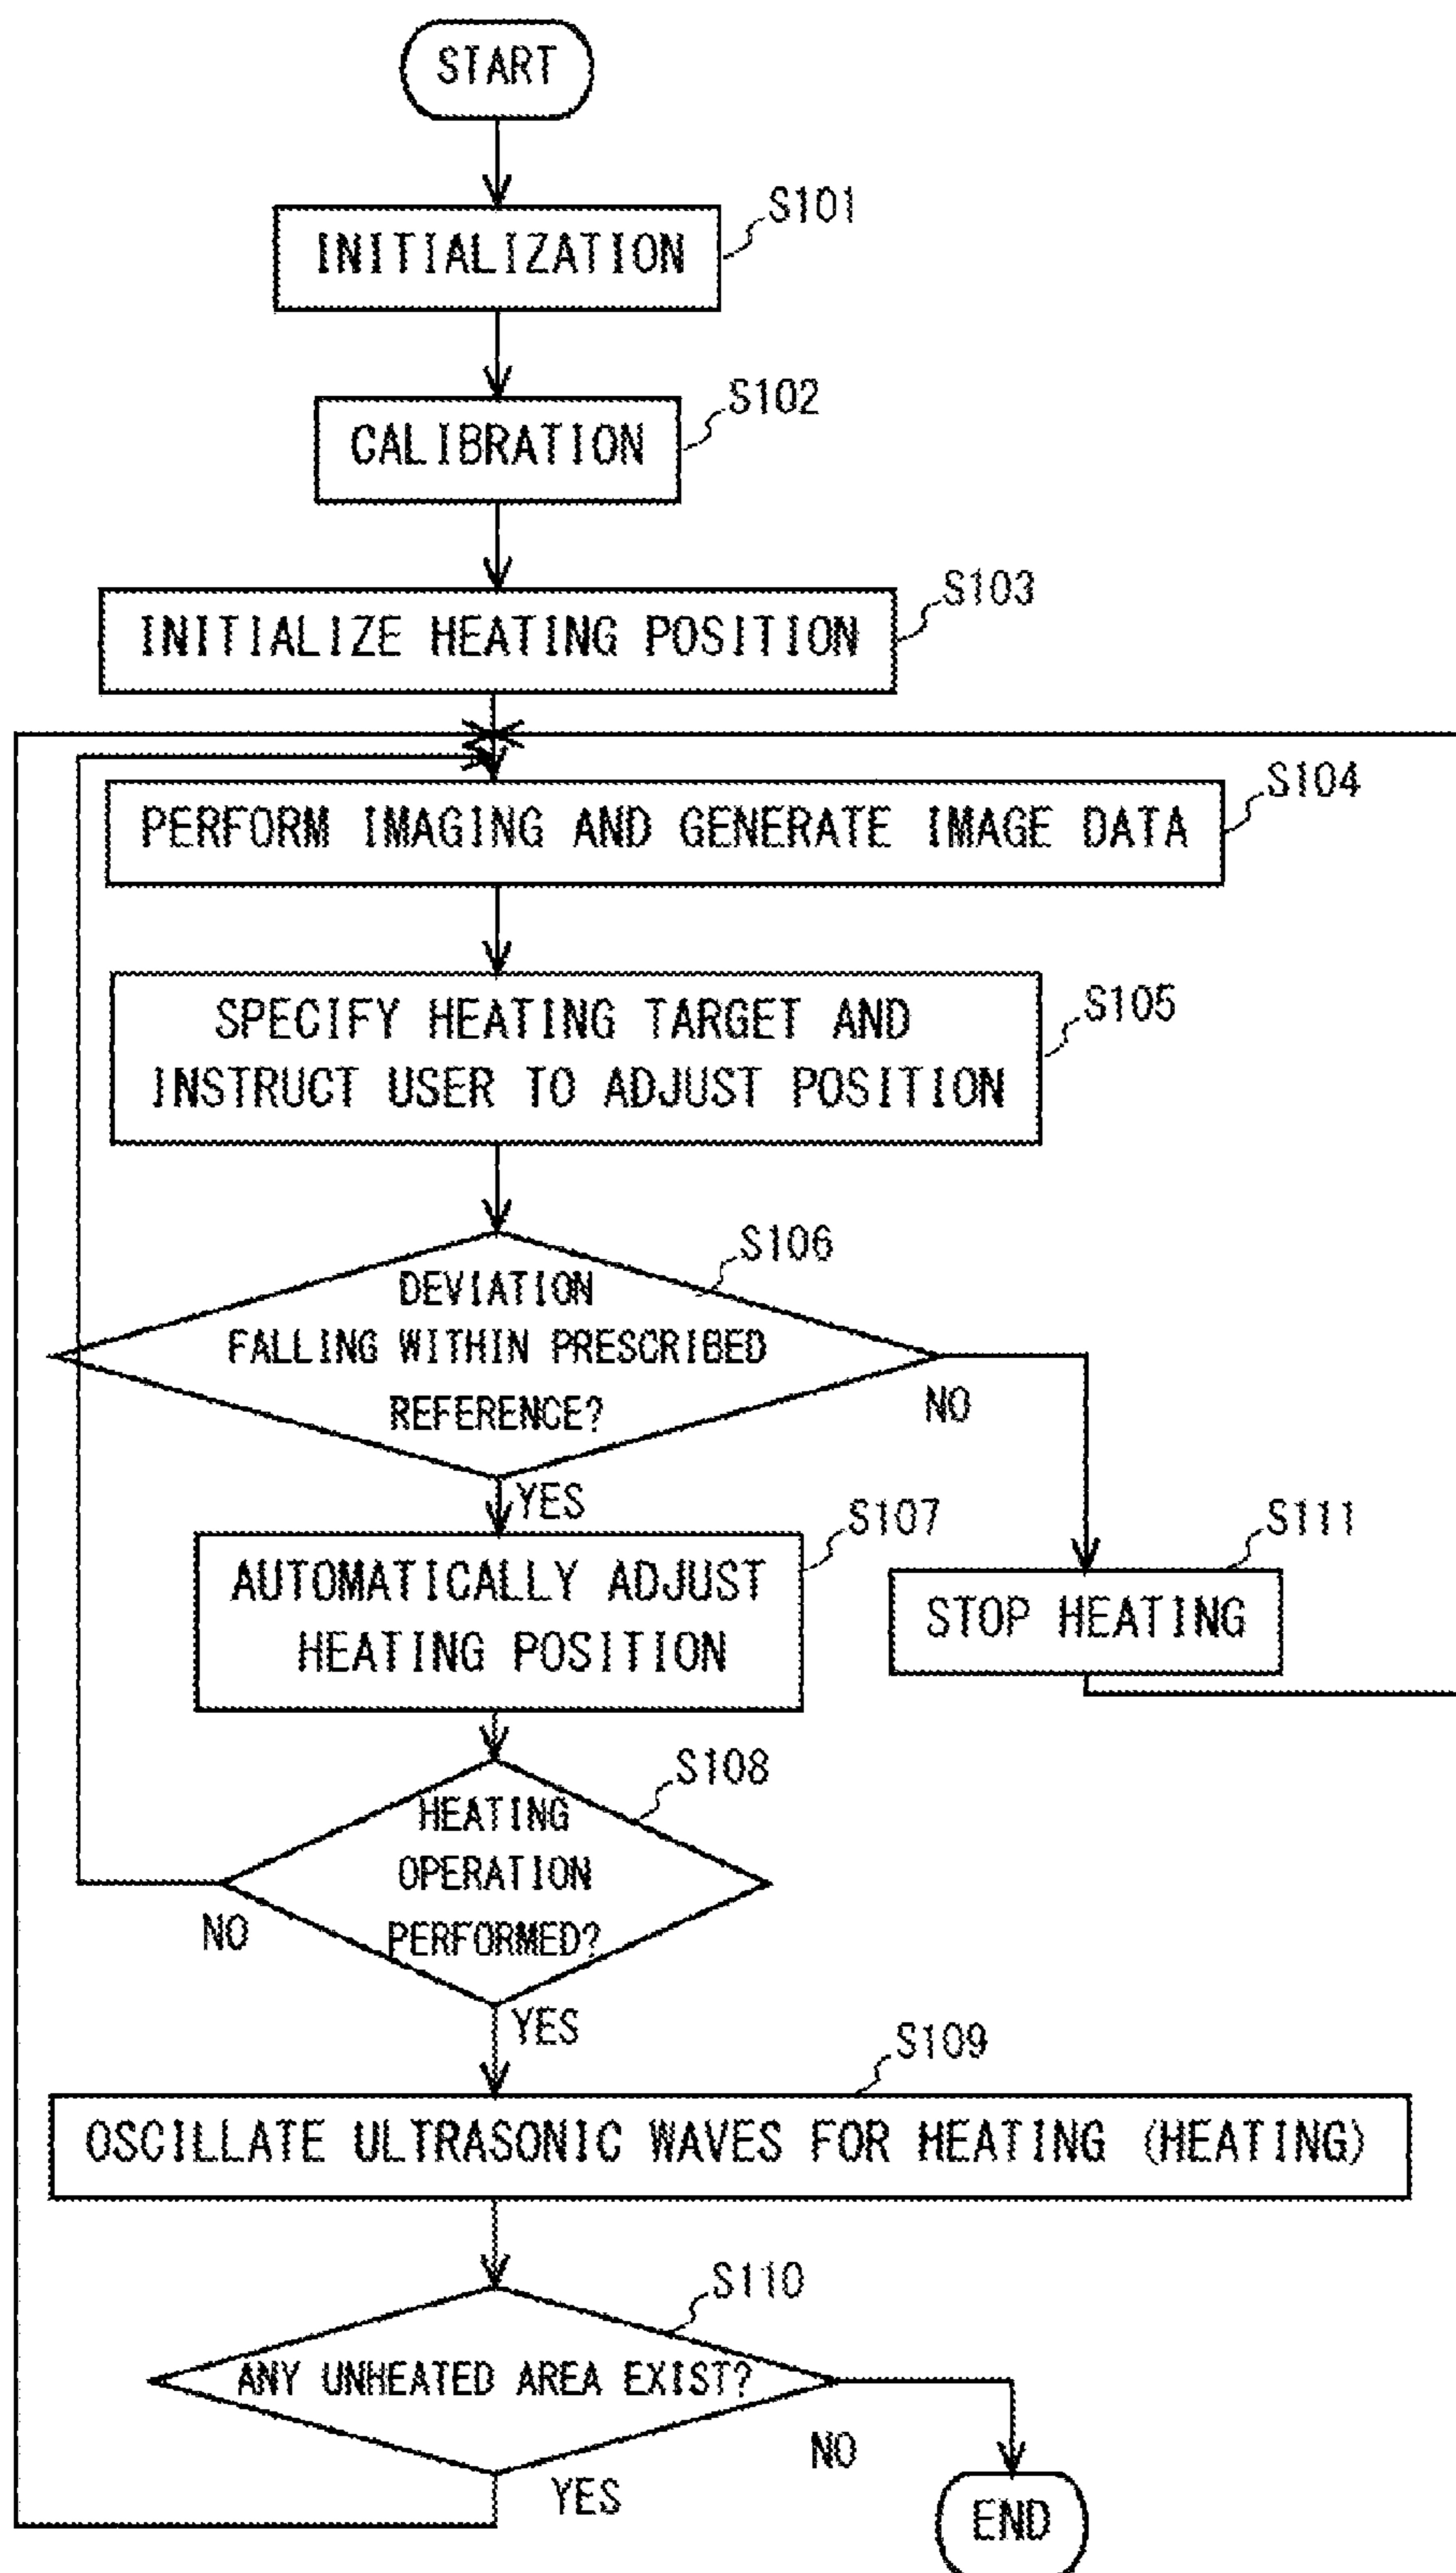 START
S101
INITIALIZATION
S102
CALIBRATION
S103
INITIALIZE HEATING POSITION
S104
PERFORM IMAGING AND GENERATE IMAGE DATA
S105
SPECIFY HEATING TARGET AND
INSTRUCT USER TO ADJUST POSITION
S106
DEVIATION
FALLING WITHIN PRESCRIBED
REFERENCE?
NO
YES
S107
AUTOMATICALLY ADJUST
HEATING POSITION
S111
STOP HEATING
S108
HEATING
OPERATION
PERFORMED?
NO
YES
S109
OSCILLATE ULTRASONIC WAVES FOR HEATING (HEATING)
S110
ANY UNHEATED AREA EXIST?
NO
YES
END